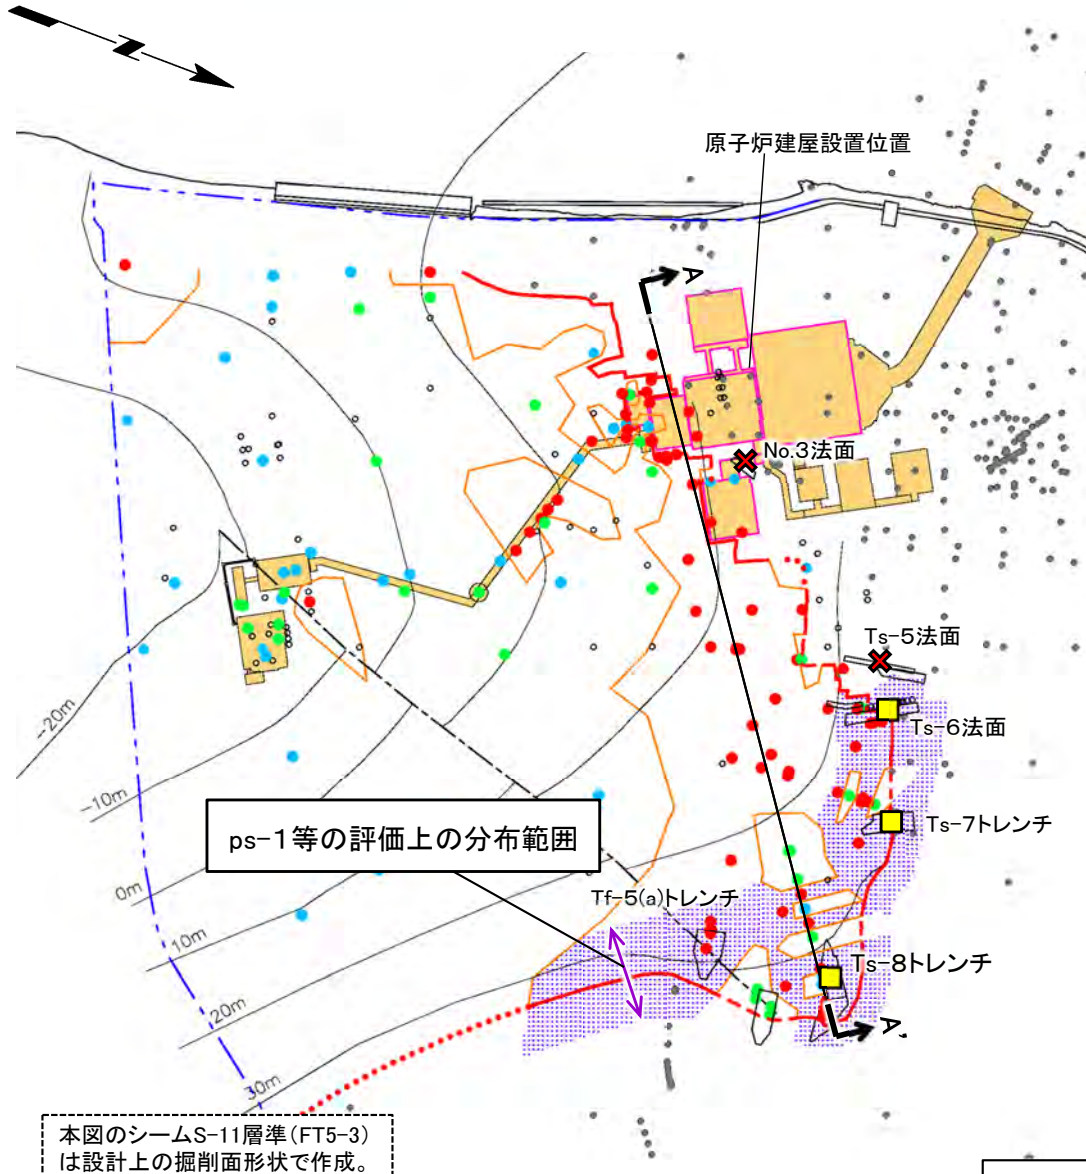 N
原子炉建屋設置位置
A
No.3法面
Ts-5法面
Ts-6法面
-20m
-10m
Ts-7トレンチ
ps-1等の評価上の分布範囲
0m
Tf-5(a)トレンチ
10m
Ts-8トレンチ
20m
A'
30m
本図のシームS-11層準(FT5-3)
は設計上の掘削面形状で作成。